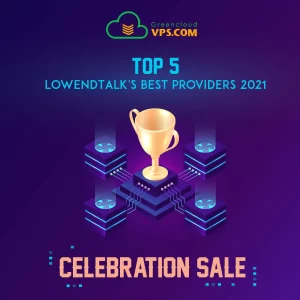 Greencloud
VPS.COM
TOP 5
LOWENDTALK'S BEST PROVIDERS 2021
CELEBRATION SALE